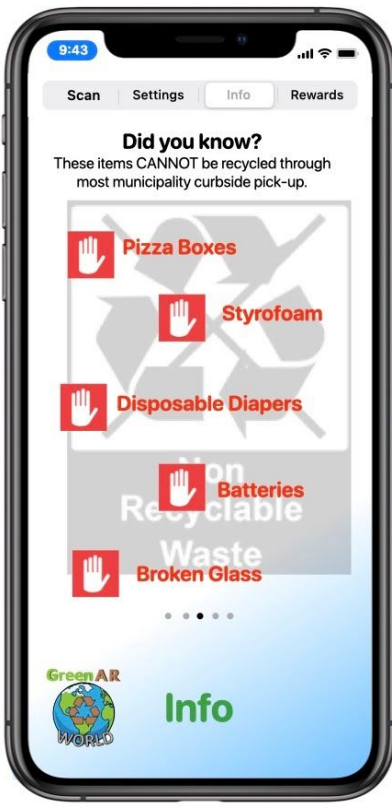 9:43
Scan Settings Info Rewards
Did you know?
These items CANNOT be recycled through
most municipality curbside pick-up.
Pizza Boxes
Styrofoam
Disposable Diapers
Non
Batteries
Recyclable
Waste
Broken Glass
Green AR
WORLD
Info